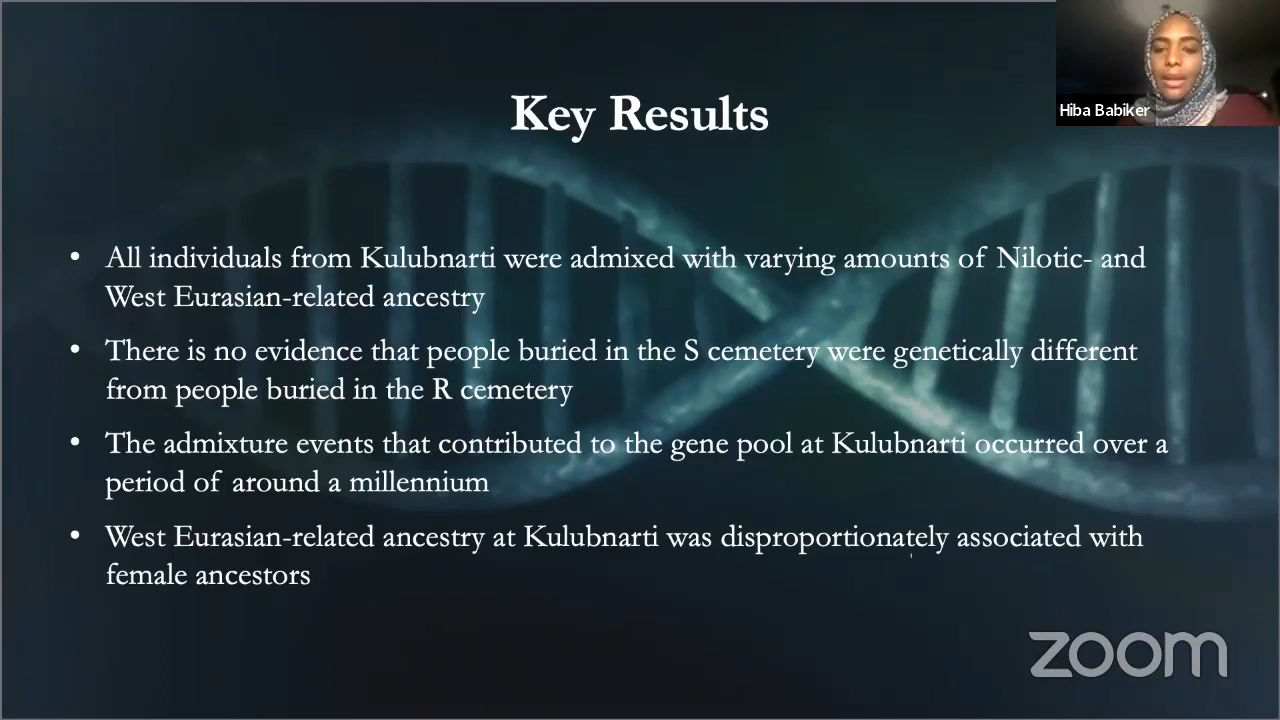 Hiba Babiker
Key Results
• All individuals from Kulubnarti were admixed with varying amounts of Nilotic- and
West Eurasian-related ancestry
• There is no evidence that people buried in the S cemetery were genetically different
from people buried in the R cemetery
• The admixture events that contributed to the gene pool at Kulubnarti occurred over a
period of around a millennium
• West Eurasian-related ancestry at Kulubnarti was disproportionately associated with
female ancestors
zoom